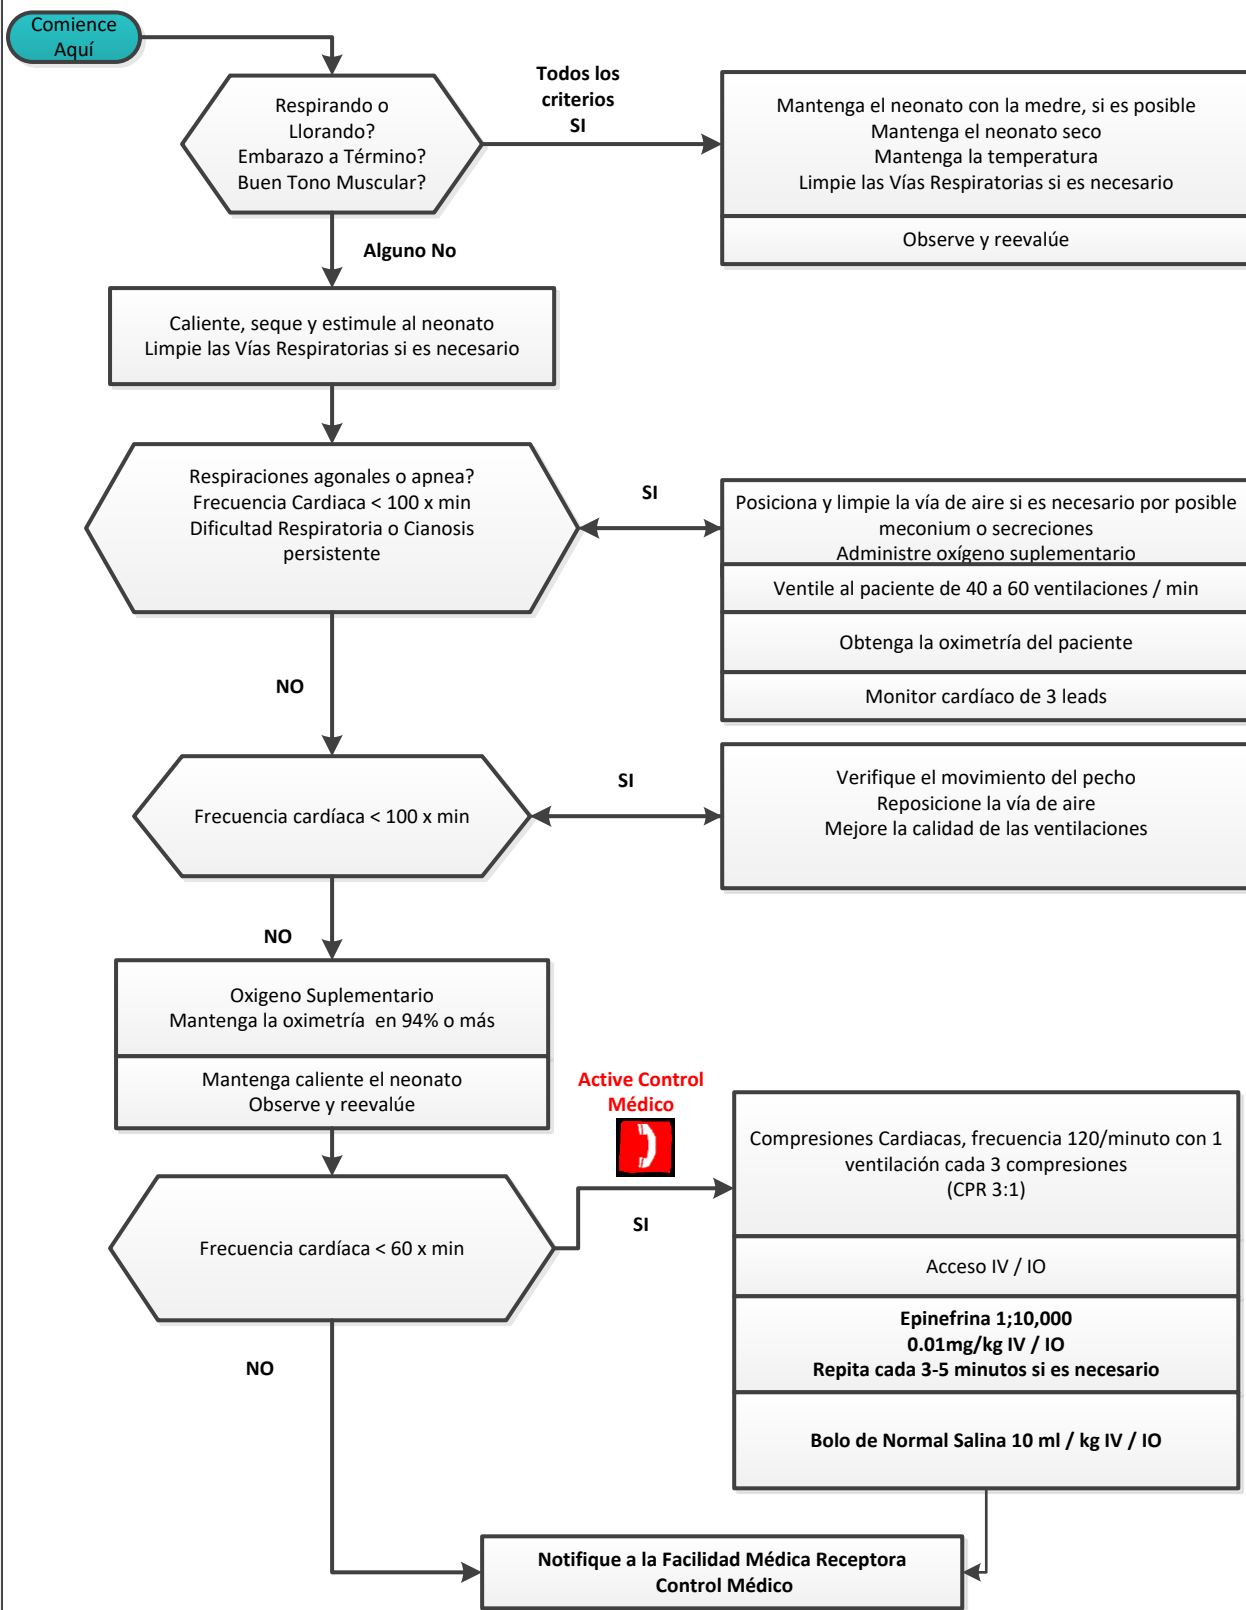 Comience
Aquí
Respirando o
Llorando?
Embarazo a Término?
Buen Tono Muscular?
Todos los
criterios
SI
Mantenga el neonato con la medre, si es posible
Mantenga el neonato seco
Mantenga la temperatura
Limpie las Vías Respiratorias si es necesario
Observe y reevalúe
Alguno No
Caliente, seque y estimule al neonato
Limpie las Vías Respiratorias si es necesario
Respiraciones agonales o apnea?
Frecuencia Cardiaca < 100 x min
Dificultad Respiratoria o Cianosis
persistente
SI
Posiciona y limpie la vía de aire si es necesario por posible
meconium o secreciones
Administre oxígeno suplementario
Ventile al paciente de 40 a 60 ventilaciones / min
Obtenga la oximetría del paciente
Monitor cardíaco de 3 leads
NO
Frecuencia cardíaca < 100 x min
SI
Verifique el movimiento del pecho
Reposicione la vía de aire
Mejore la calidad de las ventilaciones
NO
Oxigeno Suplementario
Mantenga la oximetría en 94% o más
Mantenga caliente el neonato
Observe y reevalúe
Active Control
Médico
Frecuencia cardíaca < 60 x min
SI
Compresiones Cardiacas, frecuencia 120/minuto con 1
ventilación cada 3 compresiones
(CPR 3:1)
Acceso IV / IO
Epinefrina 1;10,000
0.01mg/kg IV / IO
Repita cada 3-5 minutos si es necesario
Bolo de Normal Salina 10 ml / kg IV / IO
NO
Notifique a la Facilidad Médica Receptora
Control Médico